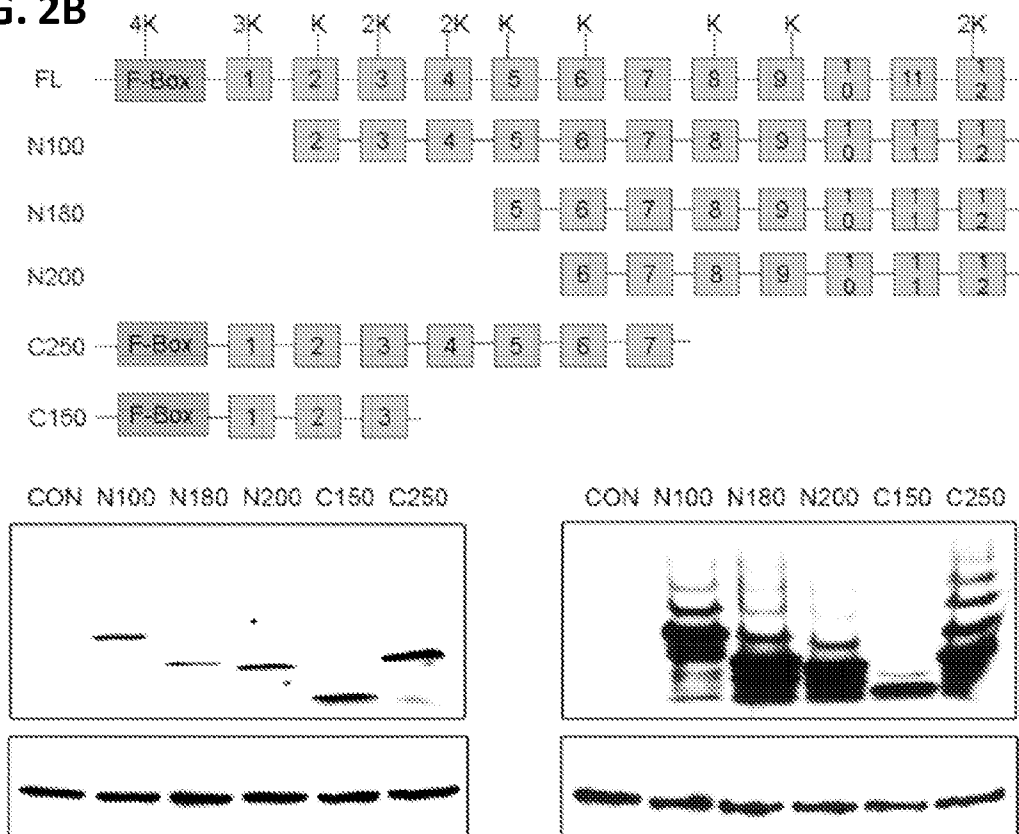 G. 2B
4K 3K K 2K 2K K K K K 2K
FL F-Box 1 2 3 4 5 6 7 8 9 10 11 12
N100 2 3 4 5 6 7 8 9 10 11 12
N180 5 6 7 8 9 10 11 12
N200 6 7 8 9 10 11 12
C250 F-Box 1 2 3 4 5 6 7
C150 F-Box 1 2 3
CON N100 N180 N200 C150 C250
CON N100 N180 N200 C150 C250